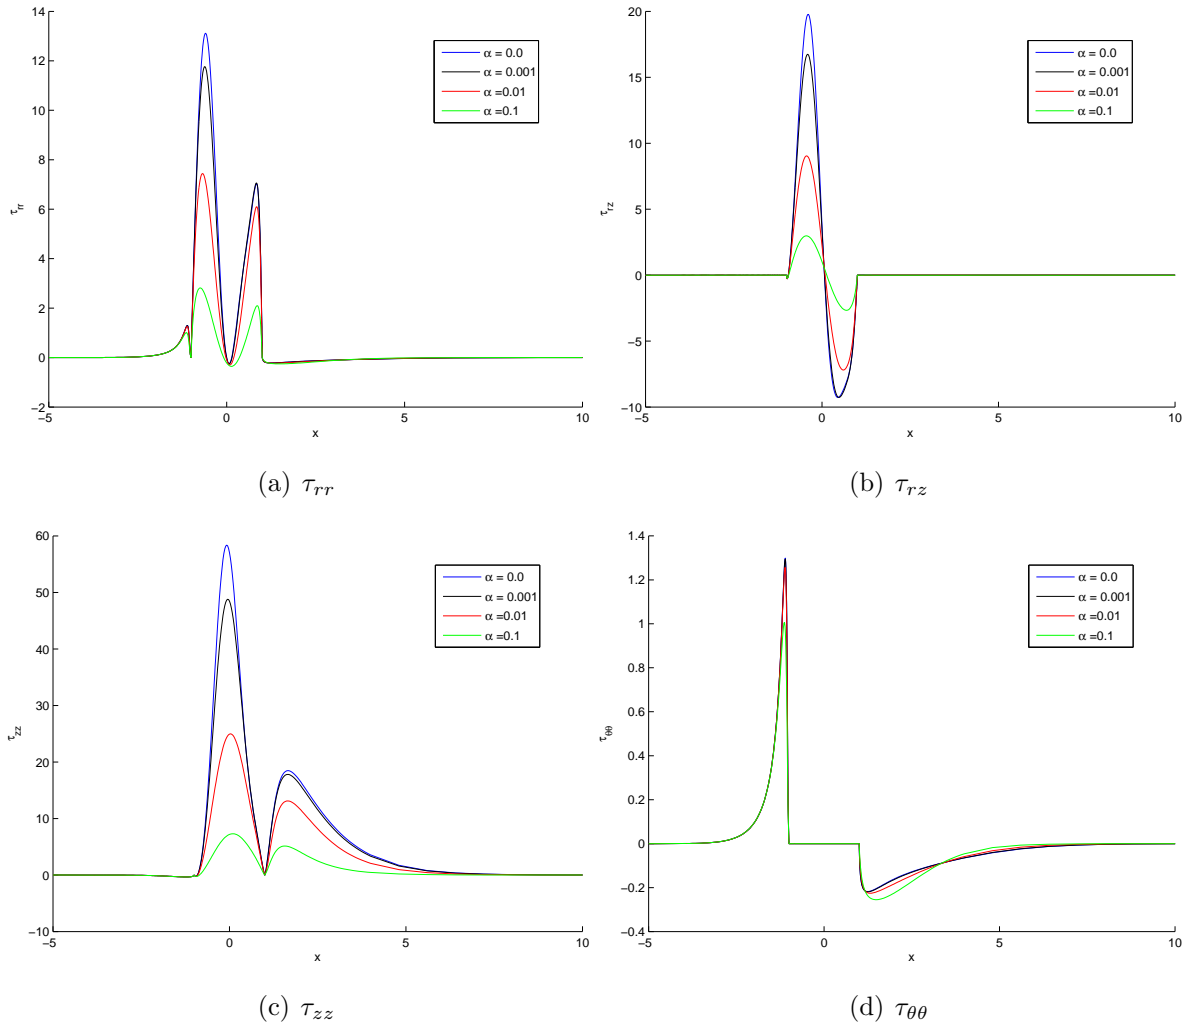 14
12
10
8
6
4
2
0
−2
−5
0
5
10
τrr
x
α = 0.0
α = 0.001
α =0.01
α =0.1
(a) τrr
20
15
10
5
0
−5
−10
−5
0
5
10
τrz
x
α = 0.0
α = 0.001
α =0.01
α =0.1
(b) τrz
60
50
40
30
20
10
0
−10
−5
0
5
10
τzz
x
α = 0.0
α = 0.001
α =0.01
α =0.1
(c) τzz
1.4
1.2
1
0.8
0.6
0.4
0.2
0
−0.2
−0.4
−5
0
5
10
τθθ
x
α = 0.0
α = 0.001
α =0.01
α =0.1
(d) τθθ